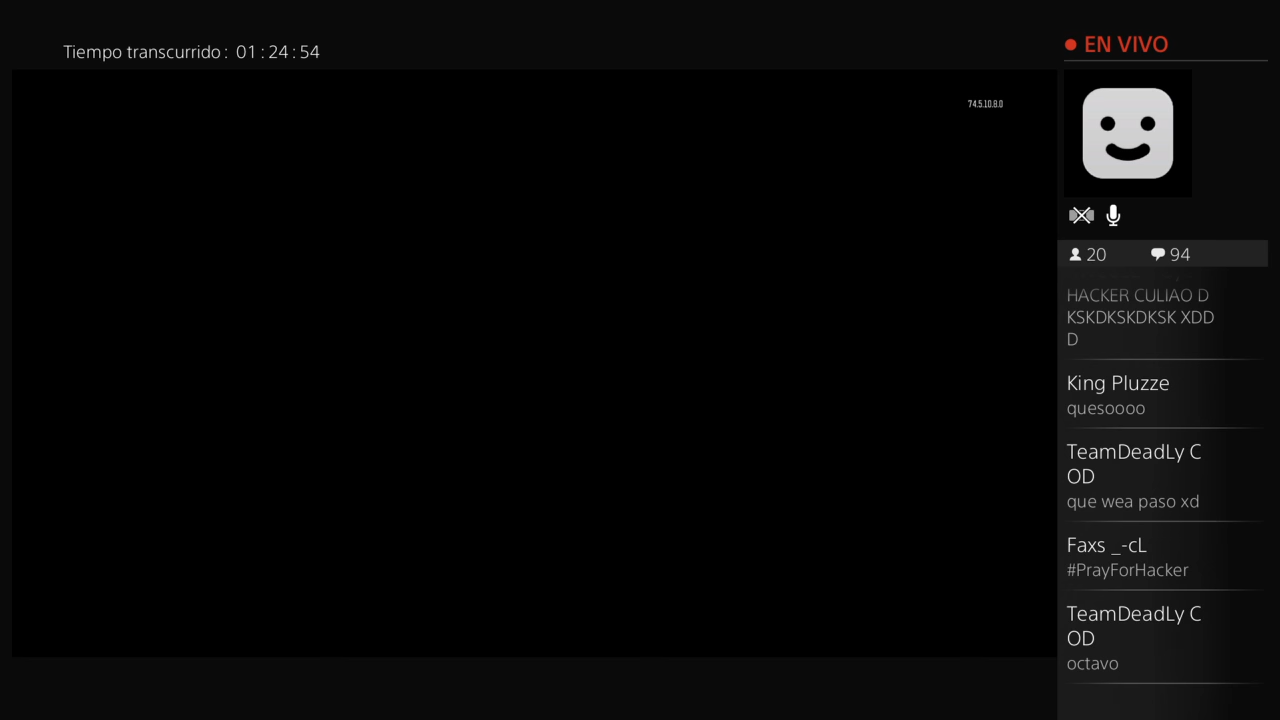 Tiempo transcurrido : 01 : 24 : 54
EN VIVO
74.5.10.8.0
20 94
HACKER CULIAO D
KSKDKSKDKSK XDD
D
King Pluzze
quesoooo
TeamDeadLy C
OD
que wea paso xd
Faxs _-cL
#PrayForHacker
TeamDeadLy C
OD
octavo